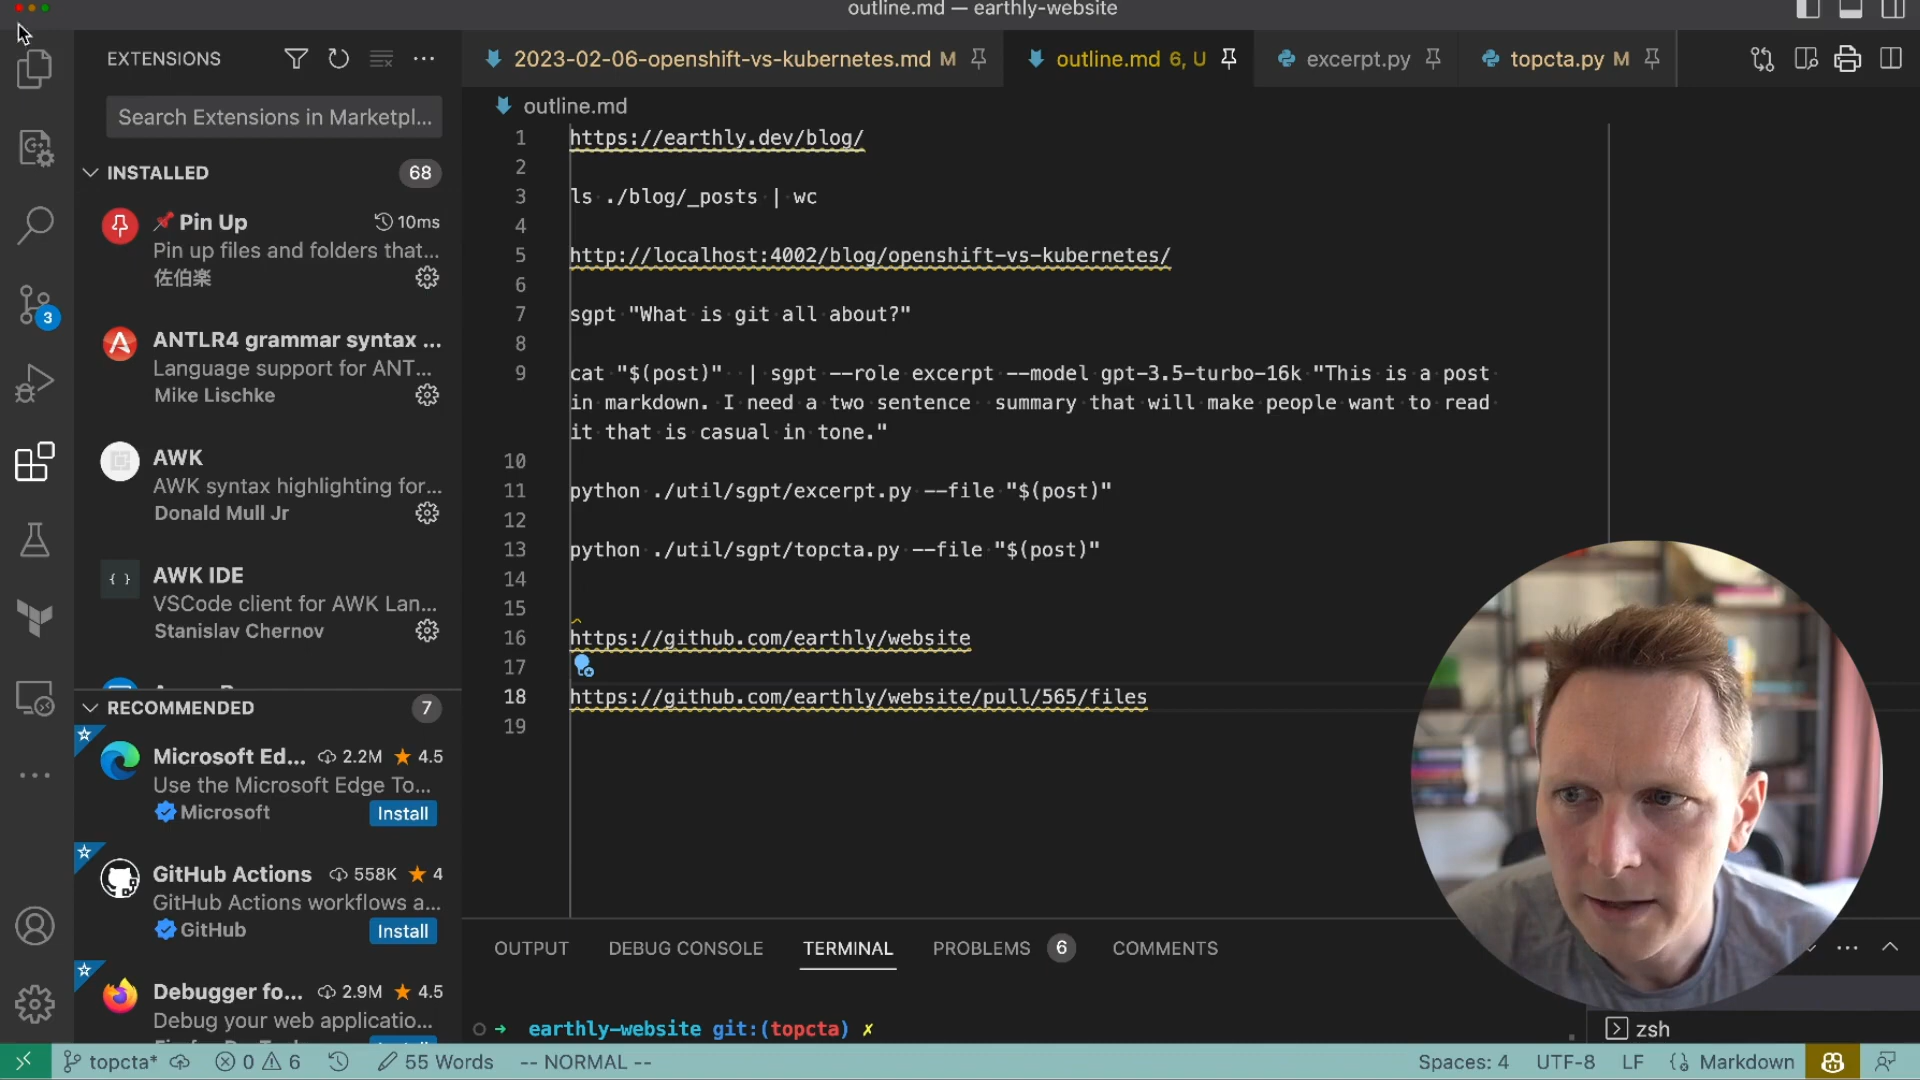 outline.md — earthly-website
EXTENSIONS
Search Extensions in Marketpl...
INSTALLED 68
Pin Up 10ms
Pin up files and folders that...
佐伯楽
ANTLR4 grammar syntax ...
Language support for ANT...
Mike Lischke
AWK
AWK syntax highlighting for...
Donald Mull Jr
AWK IDE
VSCode client for AWK Lan...
Stanislav Chernov
RECOMMENDED 7
Microsoft Ed... 2.2M ★ 4.5
Use the Microsoft Edge To...
Microsoft Install
GitHub Actions 558K ★ 4
GitHub Actions workflows a...
GitHub Install
Debugger fo... 2.9M ★ 4.5
Debug your web applicatio...
3
2023-02-06-openshift-vs-kubernetes.md M
outline.md 6, U
excerpt.py
topcta.py M
outline.md
1 https://earthly.dev/blog/
2
3 ls ./blog/_posts | wc
4
5 http://localhost:4002/blog/openshift-vs-kubernetes/
6
7 sgpt "What is git all about?"
8
9 cat "$(post)" | sgpt --role excerpt --model gpt-3.5-turbo-16k "This is a post
in markdown. I need a two sentence summary that will make people want to read
it that is casual in tone."
10
11 python ./util/sgpt/excerpt.py --file "$(post)"
12
13 python ./util/sgpt/topcta.py --file "$(post)"
14
15
16 https://github.com/earthly/website
17
18 https://github.com/earthly/website/pull/565/files
19
OUTPUT DEBUG CONSOLE TERMINAL PROBLEMS 6 COMMENTS
→ earthly-website git:(topcta) ✗
zsh
topcta* 0 6 55 Words -- NORMAL -- Spaces: 4 UTF-8 LF Markdown